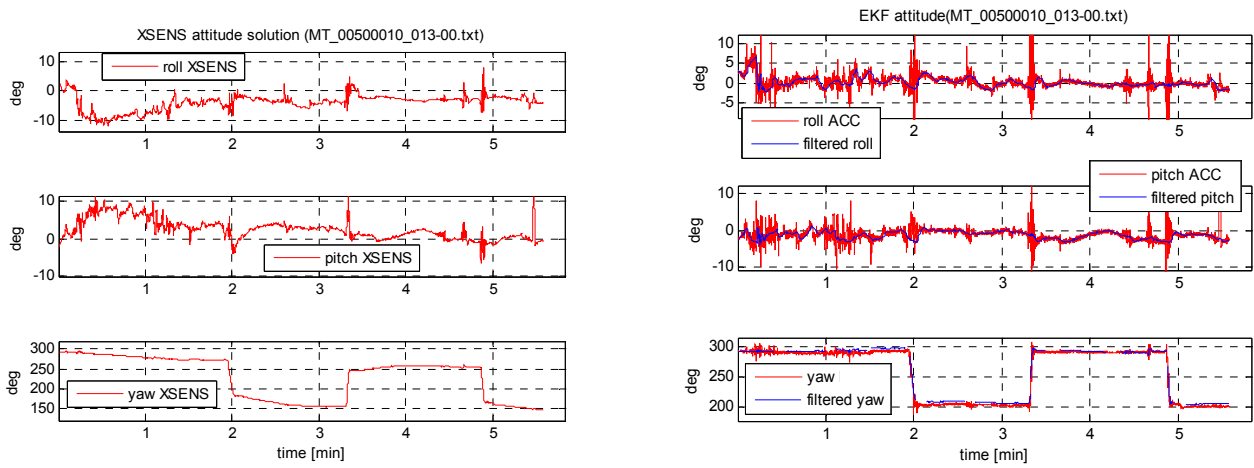 XSENS attitude solution (MT_00500010_013-00.txt)
10
0
-10
deg
roll XSENS
1 2 3 4 5
10
0
-10
deg
pitch XSENS
1 2 3 4 5
300
250
200
150
deg
yaw XSENS
1 2 3 4 5
time [min]
EKF attitude(MT_00500010_013-00.txt)
10
5
0
-5
deg
roll ACC
filtered roll
1 2 3 4 5
10
0
-10
deg
pitch ACC
filtered pitch
1 2 3 4 5
300
250
200
deg
yaw
filtered yaw
1 2 3 4 5
time [min]